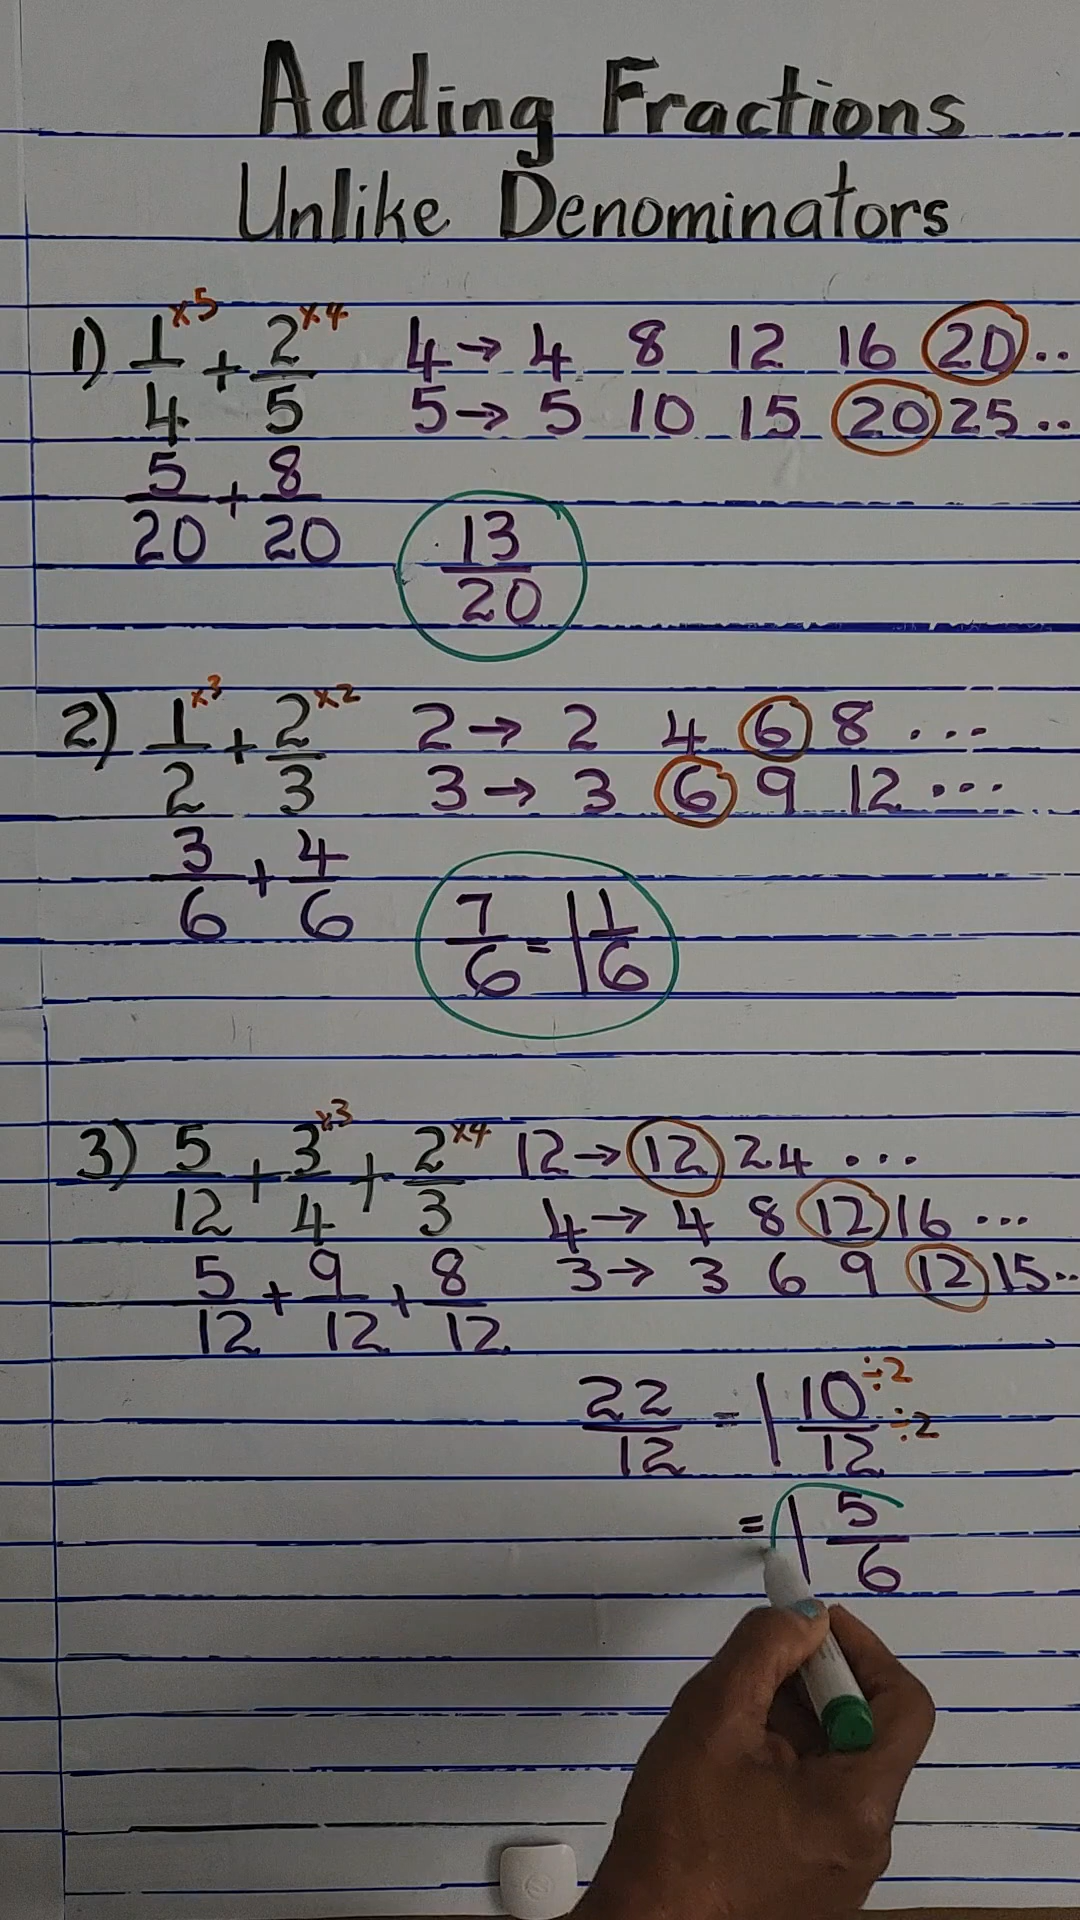 Adding Fractions
Unlike Denominators
1) 1/4 ×5 + 2/5 ×4 4→ 4 8 12 16 20..
5→ 5 10 15 20 25..
5/20 + 8/20
13/20
2) 1/2 ×3 + 2/3 ×2 2→ 2 4 6 8 ...
3→ 3 6 9 12 ...
3/6 + 4/6
7/6 = 1 1/6
3) 5/12 + 3/4 ×3 + 2/3 ×4 12→ 12 24 ...
4→ 4 8 12 16 ...
5/12 + 9/12 + 8/12 3→ 3 6 9 12 15..
22/12 = 1 10/12 ÷2 ÷2
= 1 5/6